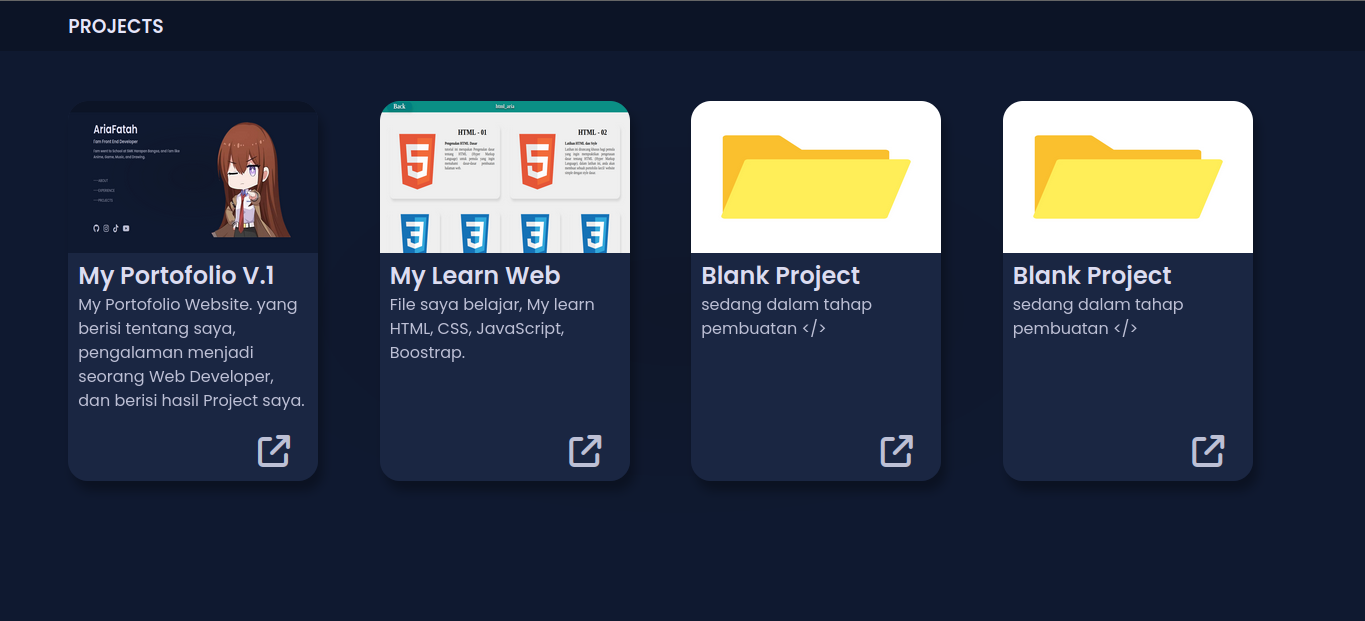 PROJECTS
AriaFatah
I'am Front End Developer
ABOUT
EXPERIENCE
PROJECTS
My Portofolio V.1
My Portofolio Website. yang
berisi tentang saya,
pengalaman menjadi
seorang Web Developer,
dan berisi hasil Project saya.
Back
html_aria
HTML - 01
Pengenalan HTML Dasar
HTML - 02
Latihan HTML dan Style
My Learn Web
File saya belajar, My learn
HTML, CSS, JavaScript,
Boostrap.
Blank Project
sedang dalam tahap
pembuatan </>
Blank Project
sedang dalam tahap
pembuatan </>